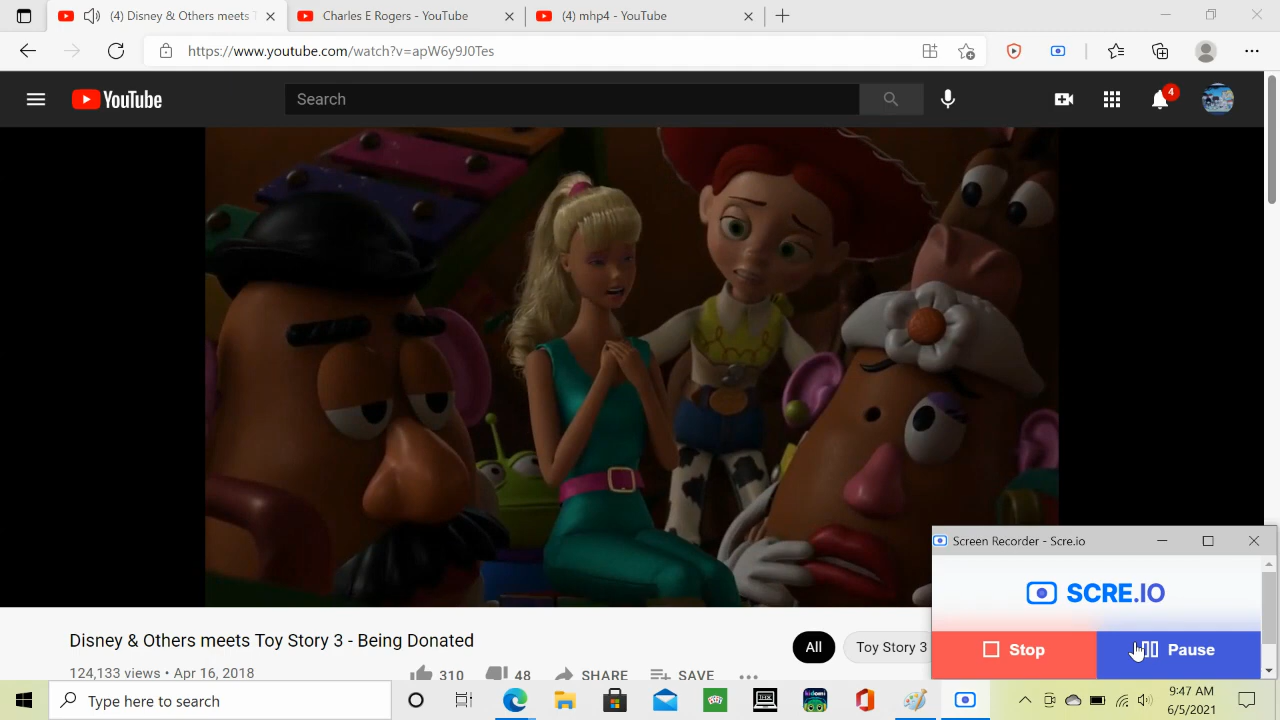 (4) Disney & Others meets T
Charles E Rogers - YouTube
(4) mhp4 - YouTube
https://www.youtube.com/watch?v=apW6y9J0Tes
YouTube
Search
4
Screen Recorder - Scre.io
SCRE.IO
Stop
Pause
Disney & Others meets Toy Story 3 - Being Donated
All
Toy Story 3
124,133 views • Apr 16, 2018
310
48
SHARE
SAVE
Type here to search
kidomi
9:47 AM
6/5/2021